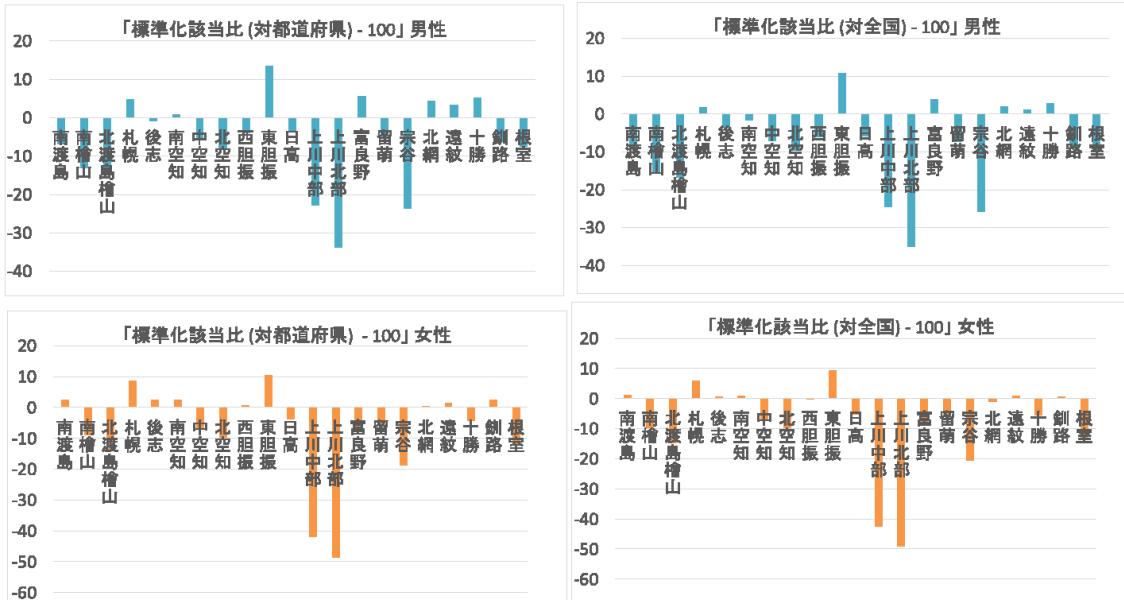 「標準化該当比 (対都道府県) - 100」 男性
20
10
0
-10
-20
-30
-40
南渡島
南檜山
北渡島檜山
札幌
後志
南空知
中空知
北空知
西胆振
東胆振
日高
上川中部
上川北部
富良野
留萌
宗谷
北網
遠紋
十勝
釧路
根室
「標準化該当比 (対全国) - 100」 男性
20
10
0
-10
-20
-30
-40
南渡島
南檜山
北渡島檜山
札幌
後志
南空知
中空知
北空知
西胆振
東胆振
日高
上川中部
上川北部
富良野
留萌
宗谷
北網
遠紋
十勝
釧路
根室
「標準化該当比 (対都道府県) - 100」 女性
20
10
0
-10
-20
-30
-40
-50
-60
南渡島
南檜山
北渡島檜山
札幌
後志
南空知
中空知
北空知
西胆振
東胆振
日高
上川中部
上川北部
富良野
留萌
宗谷
北網
遠紋
十勝
釧路
根室
「標準化該当比 (対全国) - 100」 女性
20
10
0
-10
-20
-30
-40
-50
-60
南渡島
南檜山
北渡島檜山
札幌
後志
南空知
中空知
北空知
西胆振
東胆振
日高
上川中部
上川北部
富良野
留萌
宗谷
北網
遠紋
十勝
釧路
根室